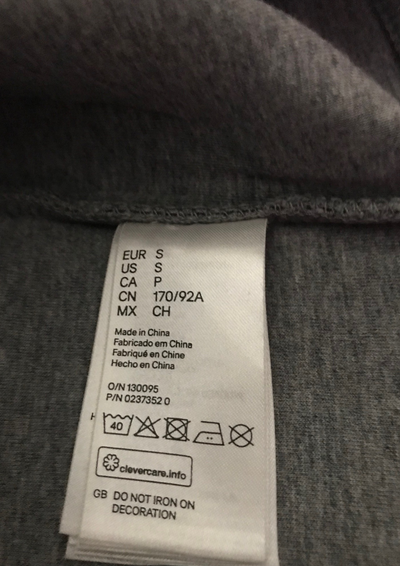 EUR S
US S
CA P
CN 170/92A
MX CH
Made in China
Fabricado em China
Fabriqué en Chine
Hecho en China
O/N 130095
P/N 0237352 0
40
clevercare.info
GB DO NOT IRON ON
DECORATION